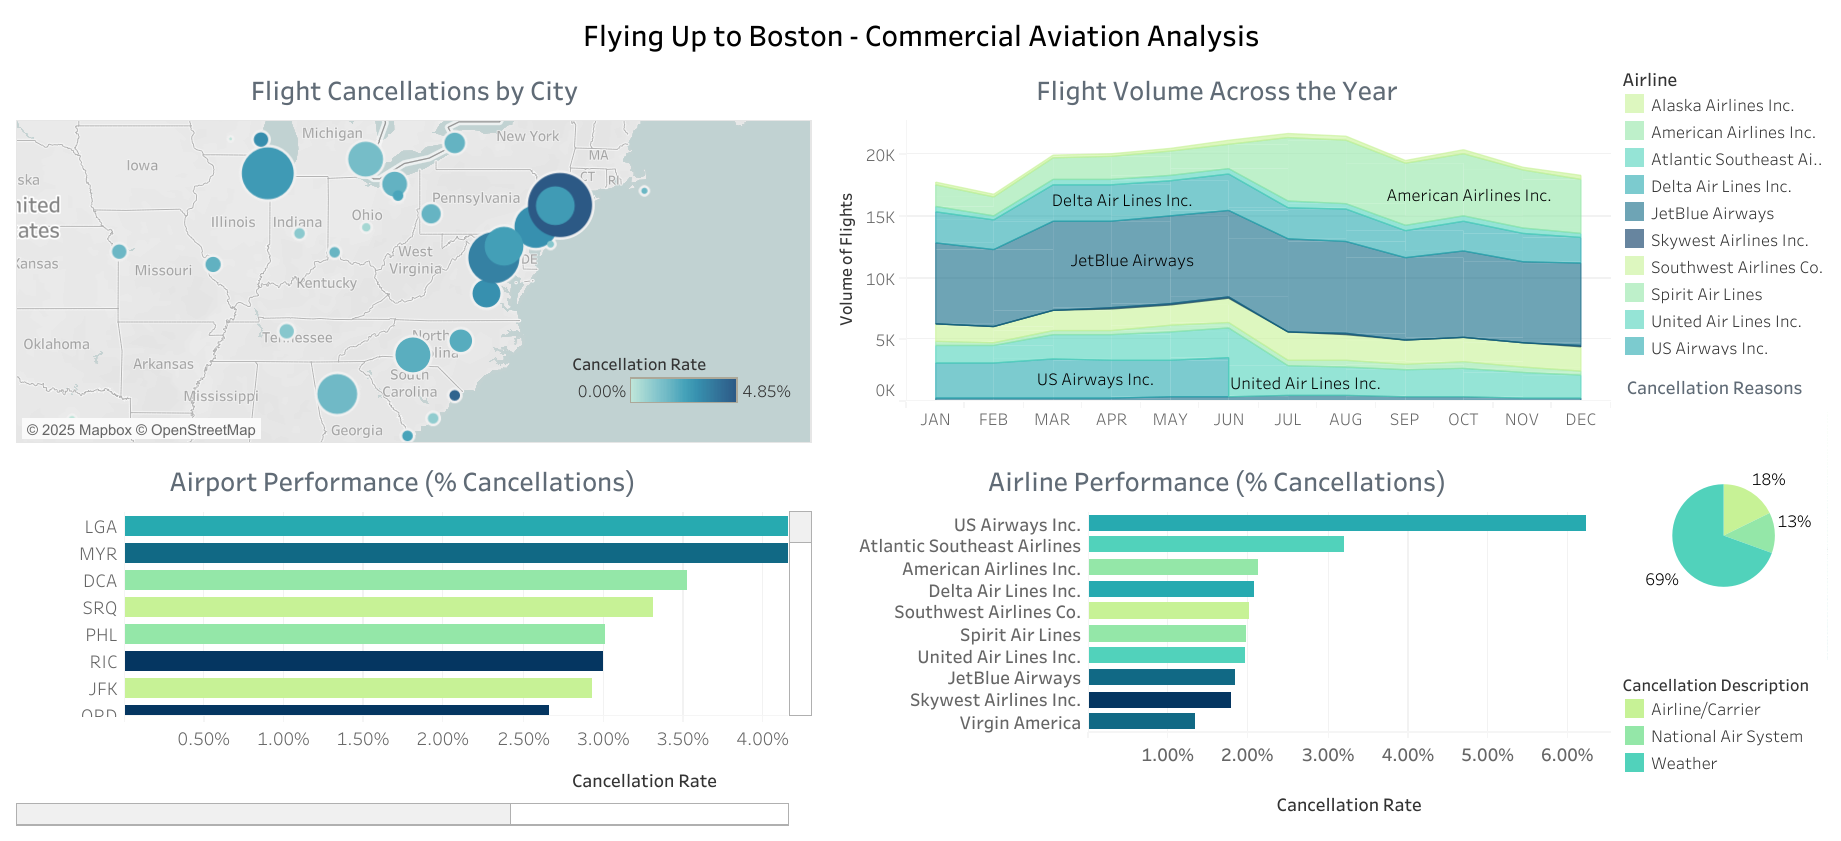 Flying Up to Boston - Commercial Aviation Analysis
Flight Cancellations by City
Michigan
New York
Iowa
MA
CT
RI
ska
Pennsylvania
nited
ates
Illinois
Indiana
Ohio
West
Virginia
DE
Kansas
Missouri
Kentucky
Tennessee
North
lina
Oklahoma
Arkansas
South
Carolina
Mississippi
Georgia
Cancellation Rate
0.00%
4.85%
© 2025 Mapbox © OpenStreetMap
Flight Volume Across the Year
Volume of Flights
20K
15K
10K
5K
0K
American Airlines Inc.
Delta Air Lines Inc.
JetBlue Airways
US Airways Inc.
United Air Lines Inc.
JAN
FEB
MAR
APR
MAY
JUN
JUL
AUG
SEP
OCT
NOV
DEC
Airline
Alaska Airlines Inc.
American Airlines Inc.
Atlantic Southeast Ai..
Delta Air Lines Inc.
JetBlue Airways
Skywest Airlines Inc.
Southwest Airlines Co.
Spirit Air Lines
United Air Lines Inc.
US Airways Inc.
Cancellation Reasons
18%
13%
69%
Cancellation Description
Airline/Carrier
National Air System
Weather
Airport Performance (% Cancellations)
LGA
MYR
DCA
SRQ
PHL
RIC
JFK
ORD
0.50%
1.00%
1.50%
2.00%
2.50%
3.00%
3.50%
4.00%
Cancellation Rate
Airline Performance (% Cancellations)
US Airways Inc.
Atlantic Southeast Airlines
American Airlines Inc.
Delta Air Lines Inc.
Southwest Airlines Co.
Spirit Air Lines
United Air Lines Inc.
JetBlue Airways
Skywest Airlines Inc.
Virgin America
1.00%
2.00%
3.00%
4.00%
5.00%
6.00%
Cancellation Rate